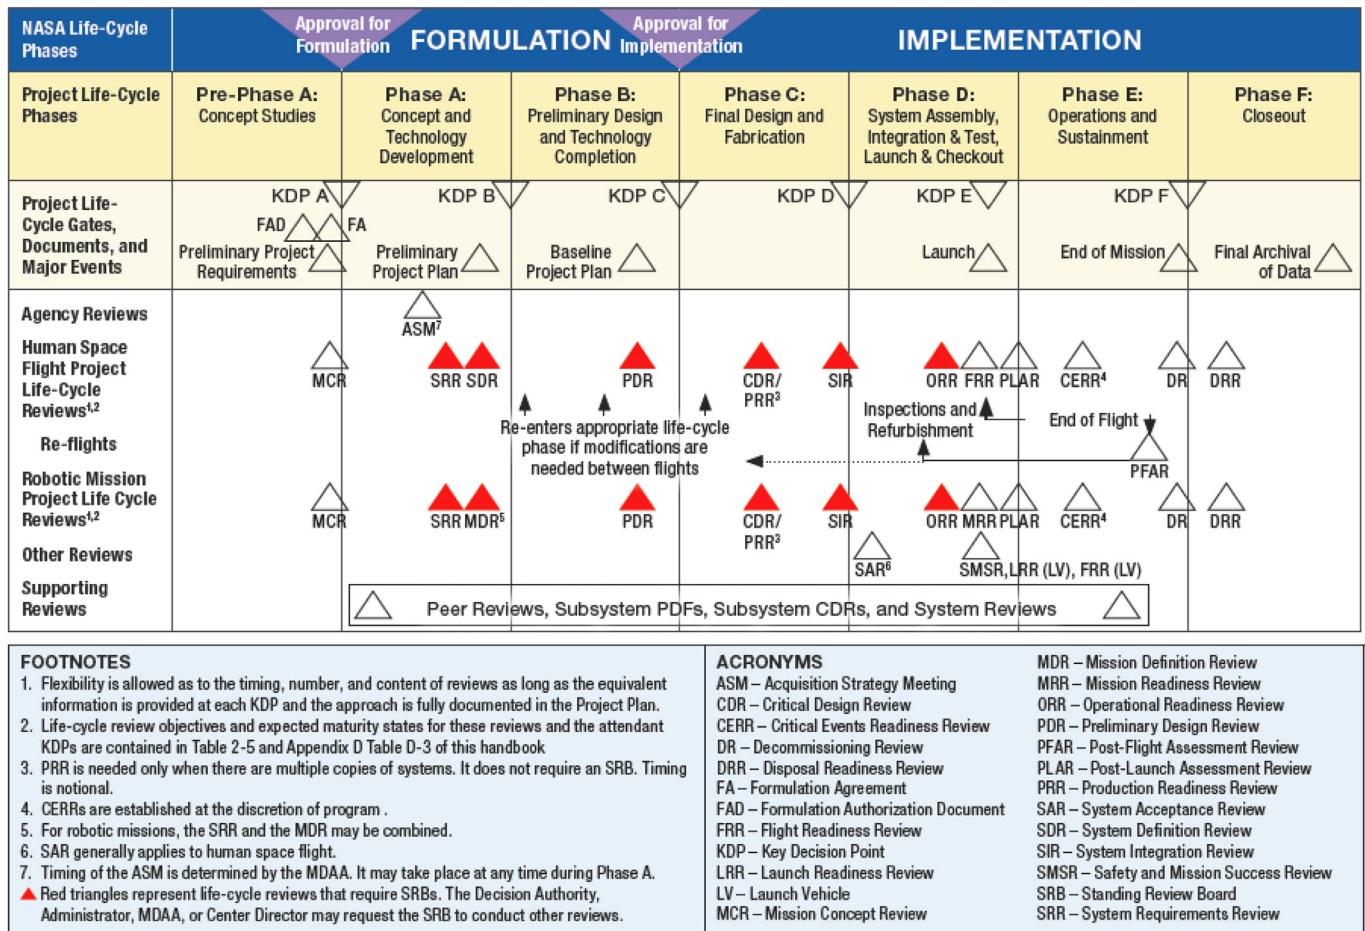 NASA Life-Cycle
Phases
Approval for
Formulation
FORMULATION
Approval for
Implementation
IMPLEMENTATION
Project Life-Cycle
Phases
Pre-Phase A:
Concept Studies
Phase A:
Concept and
Technology
Development
Phase B:
Preliminary Design
and Technology
Completion
Phase C:
Final Design and
Fabrication
Phase D:
System Assembly,
Integration & Test,
Launch & Checkout
Phase E:
Operations and
Sustainment
Phase F:
Closeout
Project Life-
Cycle Gates,
Documents, and
Major Events
KDP A
KDP B
KDP C
KDP D
KDP E
KDP F
FAD
FA
Preliminary Project
Requirements
Preliminary
Project Plan
Baseline
Project Plan
Launch
End of Mission
Final Archival
of Data
Agency Reviews
ASM7
Human Space
Flight Project
Life-Cycle
Reviews1,2
MCR
SRR SDR
PDR
CDR/
PRR3
SIR
ORR FRR PLAR
CERR4
DR
DRR
Re-flights
Re-enters appropriate life-cycle
phase if modifications are
needed between flights
Inspections and
Refurbishment
End of Flight
PFAR
Robotic Mission
Project Life Cycle
Reviews1,2
MCR
SRR MDR5
PDR
CDR/
PRR3
SIR
ORR MRR PLAR
CERR4
DR
DRR
Other Reviews
SAR6
SMSR,LRR (LV), FRR (LV)
Supporting
Reviews
Peer Reviews, Subsystem PDFs, Subsystem CDRs, and System Reviews
FOOTNOTES
1. Flexibility is allowed as to the timing, number, and content of reviews as long as the equivalent
information is provided at each KDP and the approach is fully documented in the Project Plan.
2. Life-cycle review objectives and expected maturity states for these reviews and the attendant
KDPs are contained in Table 2-5 and Appendix D Table D-3 of this handbook
3. PRR is needed only when there are multiple copies of systems. It does not require an SRB. Timing
is notional.
4. CERRs are established at the discretion of program .
5. For robotic missions, the SRR and the MDR may be combined.
6. SAR generally applies to human space flight.
7. Timing of the ASM is determined by the MDAA. It may take place at any time during Phase A.
Red triangles represent life-cycle reviews that require SRBs. The Decision Authority,
Administrator, MDAA, or Center Director may request the SRB to conduct other reviews.
ACRONYMS
ASM – Acquisition Strategy Meeting
CDR – Critical Design Review
CERR – Critical Events Readiness Review
DR – Decommissioning Review
DRR – Disposal Readiness Review
FA – Formulation Agreement
FAD – Formulation Authorization Document
FRR – Flight Readiness Review
KDP – Key Decision Point
LRR – Launch Readiness Review
LV – Launch Vehicle
MCR – Mission Concept Review
MDR – Mission Definition Review
MRR – Mission Readiness Review
ORR – Operational Readiness Review
PDR – Preliminary Design Review
PFAR – Post-Flight Assessment Review
PLAR – Post-Launch Assessment Review
PRR – Production Readiness Review
SAR – System Acceptance Review
SDR – System Definition Review
SIR – System Integration Review
SMSR – Safety and Mission Success Review
SRB – Standing Review Board
SRR – System Requirements Review